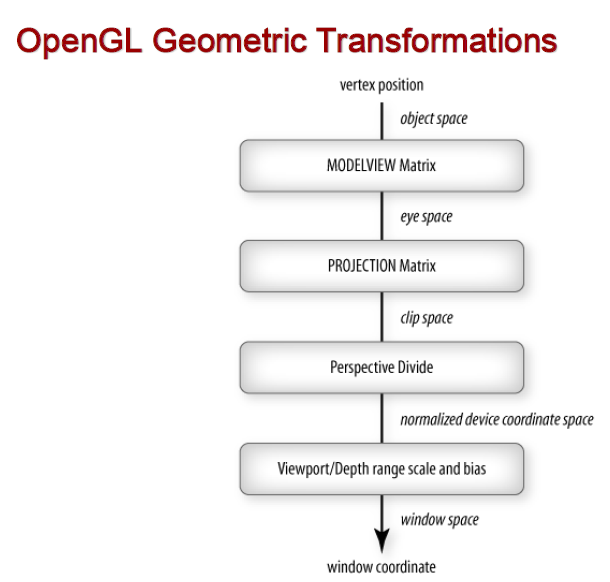 OpenGL Geometric Transformations
vertex position
object space
MODELVIEW Matrix
eye space
PROJECTION Matrix
clip space
Perspective Divide
normalized device coordinate space
Viewport/Depth range scale and bias
window space
window coordinate